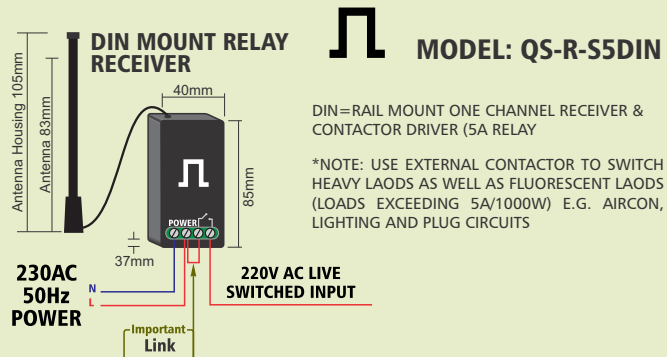 DIN MOUNT RELAY
RECEIVER
MODEL: QS-R-S5DIN
Antenna Housing 105mm
Antenna 83mm
40mm
85mm
37mm
POWER
DIN=RAIL MOUNT ONE CHANNEL RECEIVER &
CONTACTOR DRIVER (5A RELAY
*NOTE: USE EXTERNAL CONTACTOR TO SWITCH
HEAVY LAODS AS WELL AS FLUORESCENT LAODS
(LOADS EXCEEDING 5A/1000W) E.G. AIRCON,
LIGHTING AND PLUG CIRCUITS
230AC
50Hz
POWER
N
L
220V AC LIVE
SWITCHED INPUT
Important
Link